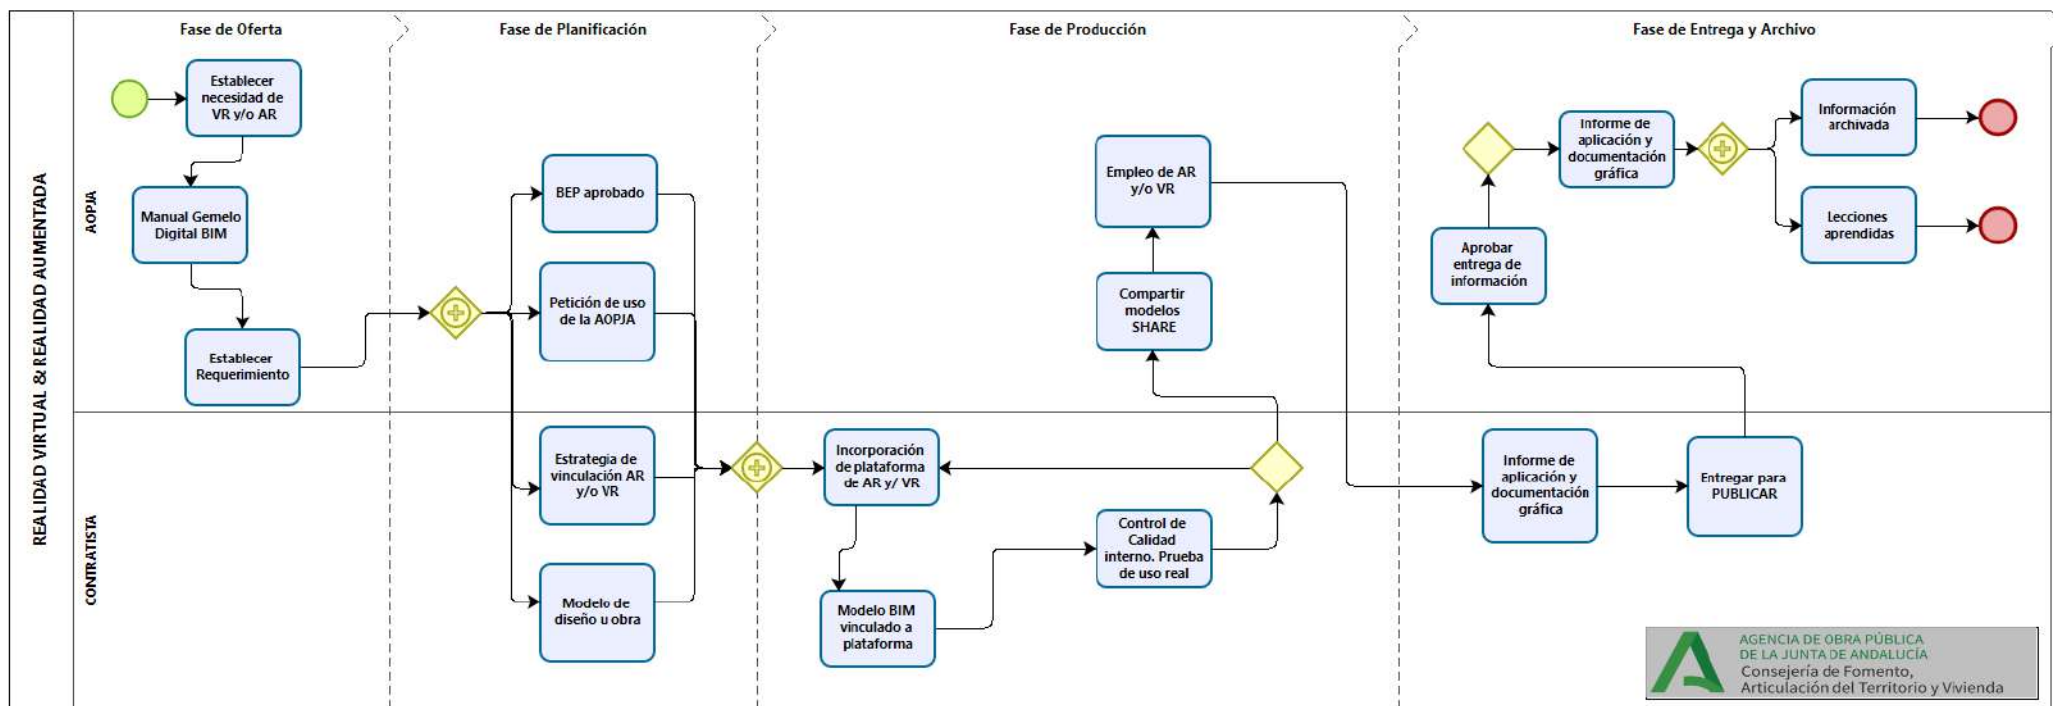 Fase de Oferta
Fase de Planificación
Fase de Producción
Fase de Entrega y Archivo
REALIDAD VIRTUAL & REALIDAD AUMENTADA
AOPJA
CONTRATISTA
Establecer
necesidad de
VR y/o AR
Manual Gemelo
Digital BIM
Establecer
Requerimiento
BEP aprobado
Petición de uso
de la AOPJA
Estrategia de
vinculación AR
y/o VR
Modelo de
diseño u obra
Incorporación
de plataforma
de AR y/ VR
Modelo BIM
vinculado a
plataforma
Control de
Calidad
interno. Prueba
de uso real
Compartir
modelos
SHARE
Empleo de AR
y/o VR
Informe de
aplicación y
documentación
gráfica
Entregar para
PUBLICAR
Aprobar
entrega de
información
Informe de
aplicación y
documentación
gráfica
Información
archivada
Lecciones
aprendidas
AGENCIA DE OBRA PÚBLICA
DE LA JUNTA DE ANDALUCÍA
Consejería de Fomento,
Articulación del Territorio y Vivienda